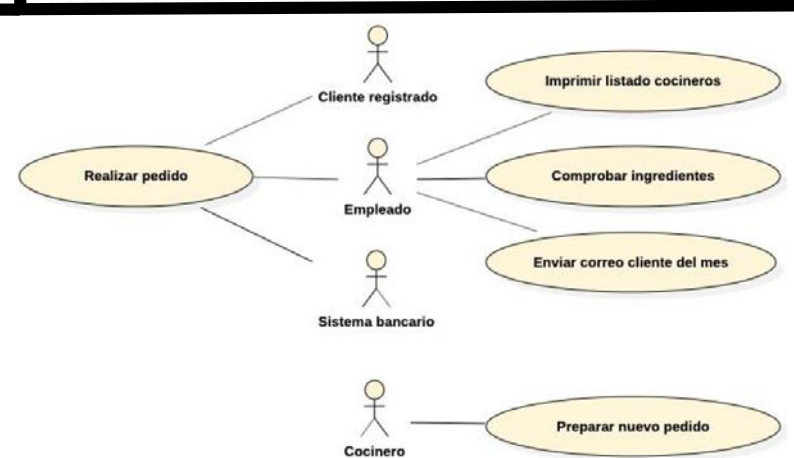 Cliente registrado
Imprimir listado cocineros
Realizar pedido
Empleado
Comprobar ingredientes
Enviar correo cliente del mes
Sistema bancario
Cocinero
Preparar nuevo pedido